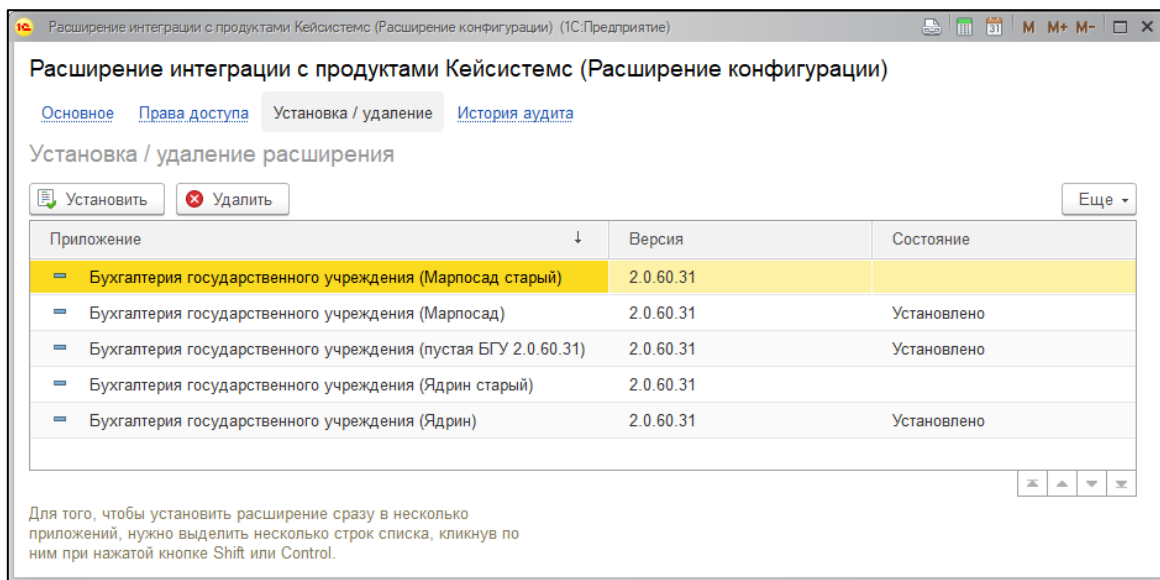 1С Расширение интеграции с продуктами Кейсистемс (Расширение конфигурации) (1С:Предприятие) 31 M M+ M-
Расширение интеграции с продуктами Кейсистемс (Расширение конфигурации)
Основное Права доступа Установка / удаление История аудита
Установка / удаление расширения
Установить Удалить Еще
Приложение ↓ Версия Состояние
Бухгалтерия государственного учреждения (Марпосад старый) 2.0.60.31
Бухгалтерия государственного учреждения (Марпосад) 2.0.60.31 Установлено
Бухгалтерия государственного учреждения (пустая БГУ 2.0.60.31) 2.0.60.31 Установлено
Бухгалтерия государственного учреждения (Ядрин старый) 2.0.60.31
Бухгалтерия государственного учреждения (Ядрин) 2.0.60.31 Установлено
Для того, чтобы установить расширение сразу в несколько
приложений, нужно выделить несколько строк списка, кликнув по
ним при нажатой кнопке Shift или Control.